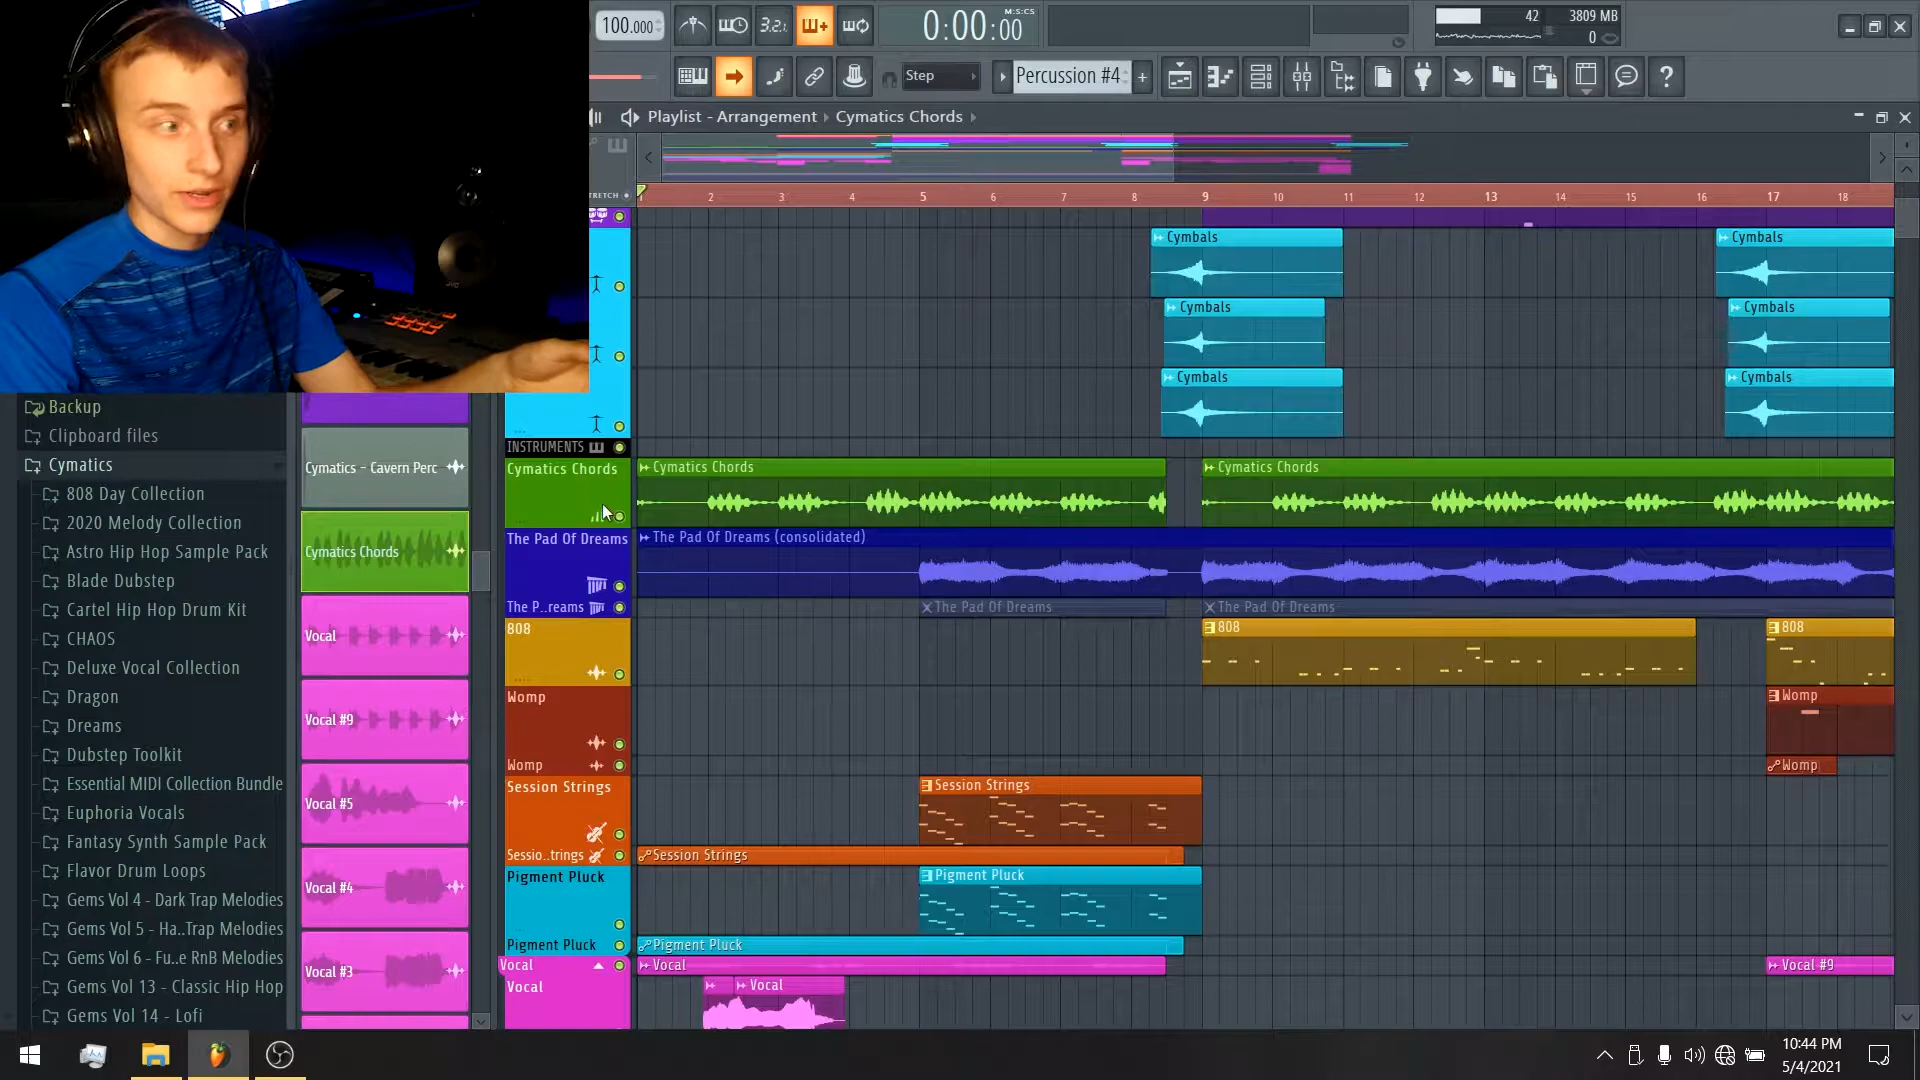 100.000
3.2.
0:00:00
M:S:CS
42
3809 MB
0
Step
Percussion #4
+
?
Playlist - Arrangement
Cymatics Chords
1 2 3 4 5 6 7 8 9 10 11 12 13 14 15 16 17 18
Cymbals
Cymbals
Cymbals
Cymbals
Cymbals
Cymbals
Backup
Clipboard files
Cymatics
808 Day Collection
2020 Melody Collection
Astro Hip Hop Sample Pack
Blade Dubstep
Cartel Hip Hop Drum Kit
CHAOS
Deluxe Vocal Collection
Dragon
Dreams
Dubstep Toolkit
Essential MIDI Collection Bundle
Euphoria Vocals
Fantasy Synth Sample Pack
Flavor Drum Loops
Gems Vol 4 - Dark Trap Melodies
Gems Vol 5 - Ha..Trap Melodies
Gems Vol 6 - Fu..e RnB Melodies
Gems Vol 13 - Classic Hip Hop
Gems Vol 14 - Lofi
Cymatics - Cavern Perc
Cymatics Chords
Vocal
Vocal #9
Vocal #5
Vocal #4
Vocal #3
INSTRUMENTS
Cymatics Chords
Cymatics Chords
Cymatics Chords
The Pad Of Dreams
The Pad Of Dreams (consolidated)
The P..reams
The Pad Of Dreams
The Pad Of Dreams
808
808
808
Womp
Womp
Womp
Womp
Session Strings
Session Strings
Sessio..trings
Session Strings
Pigment Pluck
Pigment Pluck
Pigment Pluck
Pigment Pluck
Vocal
Vocal
Vocal #9
Vocal
Vocal
10:44 PM
5/4/2021